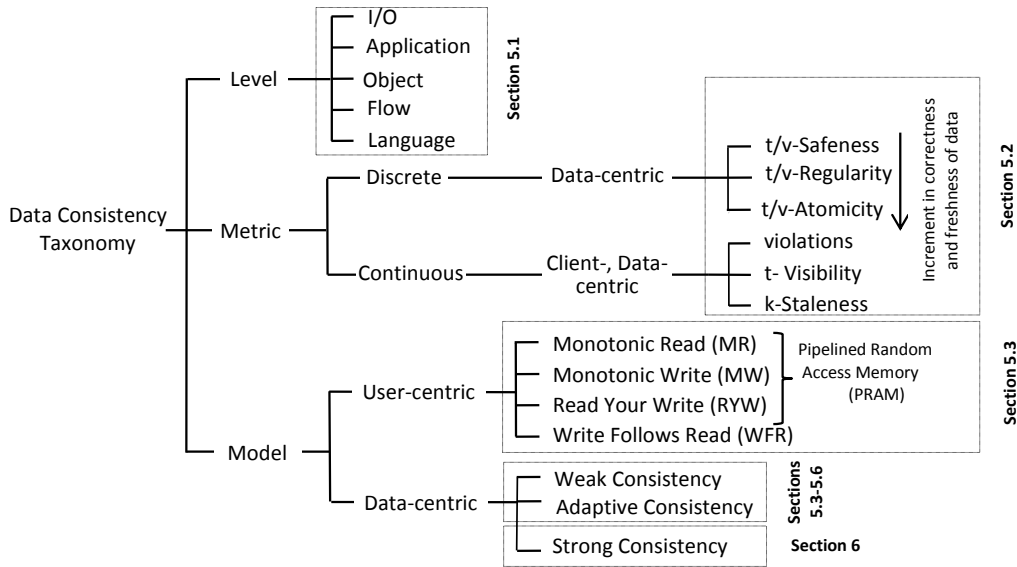 I/O
Application
Level
Object
Flow
Language
Section 5.1
Data Consistency
Taxonomy
Metric
Discrete
Data-centric
t/v-Safeness
t/v-Regularity
t/v-Atomicity
Continuous
Client-, Data-
centric
violations
t- Visibility
k-Staleness
Increment in correctness
and freshness of data
Section 5.2
Model
User-centric
Monotonic Read (MR)
Monotonic Write (MW)
Read Your Write (RYW)
Write Follows Read (WFR)
Pipelined Random
Access Memory
(PRAM)
Section 5.3
Data-centric
Weak Consistency
Adaptive Consistency
Sections
5.3-5.6
Strong Consistency
Section 6